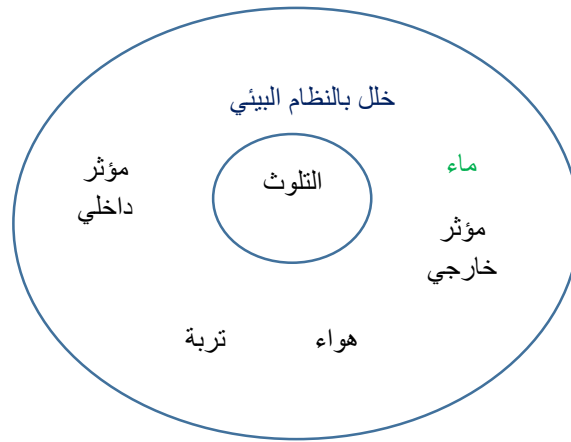 خلل بالنظام البيئي
التلوث
ماء
مؤثر
خارجي
مؤثر
داخلي
هواء
تربة